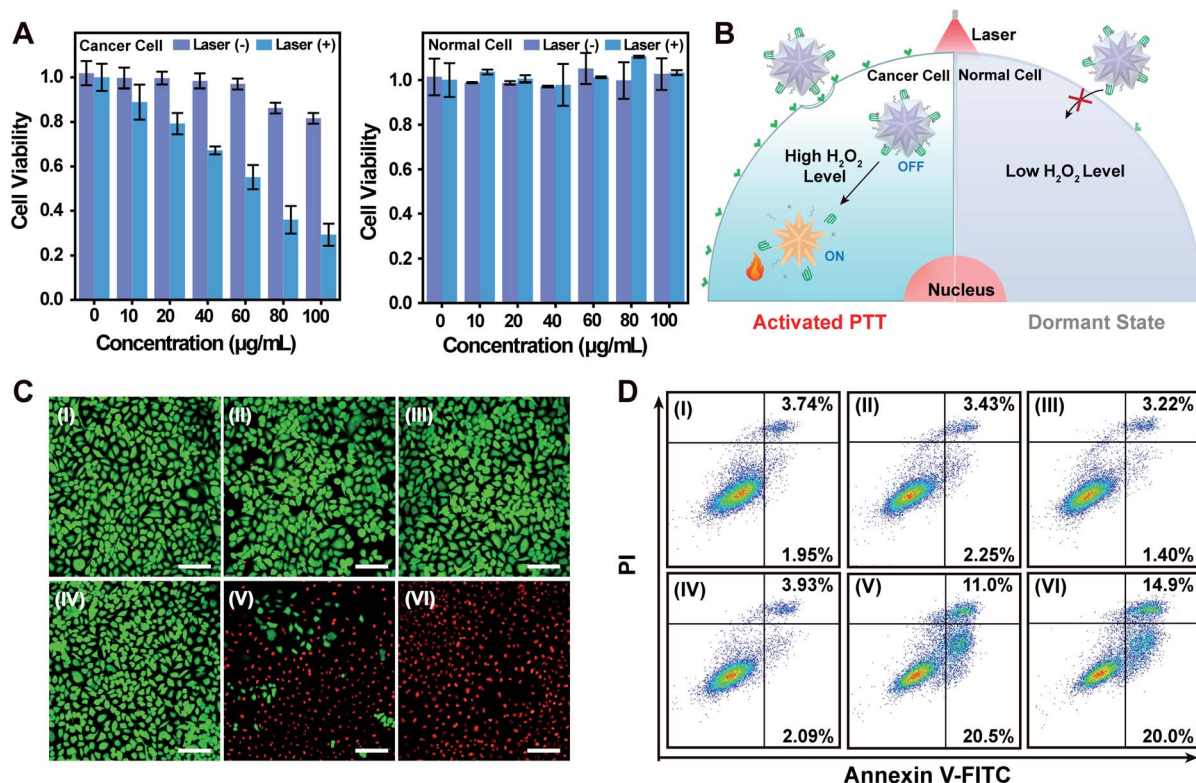 A
Cancer Cell Laser (-) Laser (+)
Cell Viability
1.0
0.8
0.6
0.4
0.2
0.0
0 10 20 40 60 80 100
Concentration (µg/mL)
Normal Cell Laser (-) Laser (+)
Cell Viability
1.0
0.8
0.6
0.4
0.2
0.0
0 10 20 40 60 80 100
Concentration (µg/mL)
B
Laser
Cancer Cell Normal Cell
High H₂O₂
Level
OFF
ON
Low H₂O₂ Level
Nucleus
Activated PTT Dormant State
C
(I) (II) (III)
(IV) (V) (VI)
D
(I) 3.74% (II) 3.43% (III) 3.22%
1.95% 2.25% 1.40%
(IV) 3.93% (V) 11.0% (VI) 14.9%
2.09% 20.5% 20.0%
PI
Annexin V-FITC